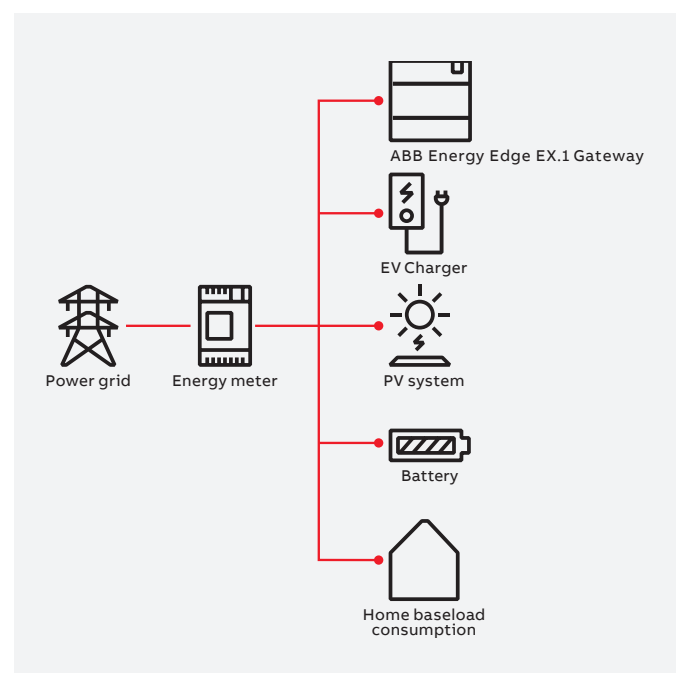 ABB Energy Edge EX.1 Gateway
EV Charger
Power grid
Energy meter
PV system
Battery
Home baseload
consumption